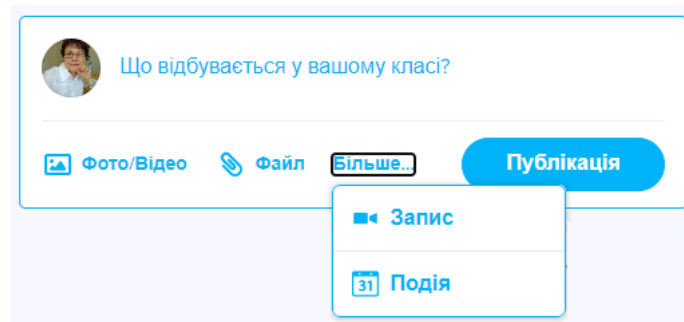 Що відбувається у вашому класі?
Фото/Відео Файл Більше... Публікація
Запис
31 Подія